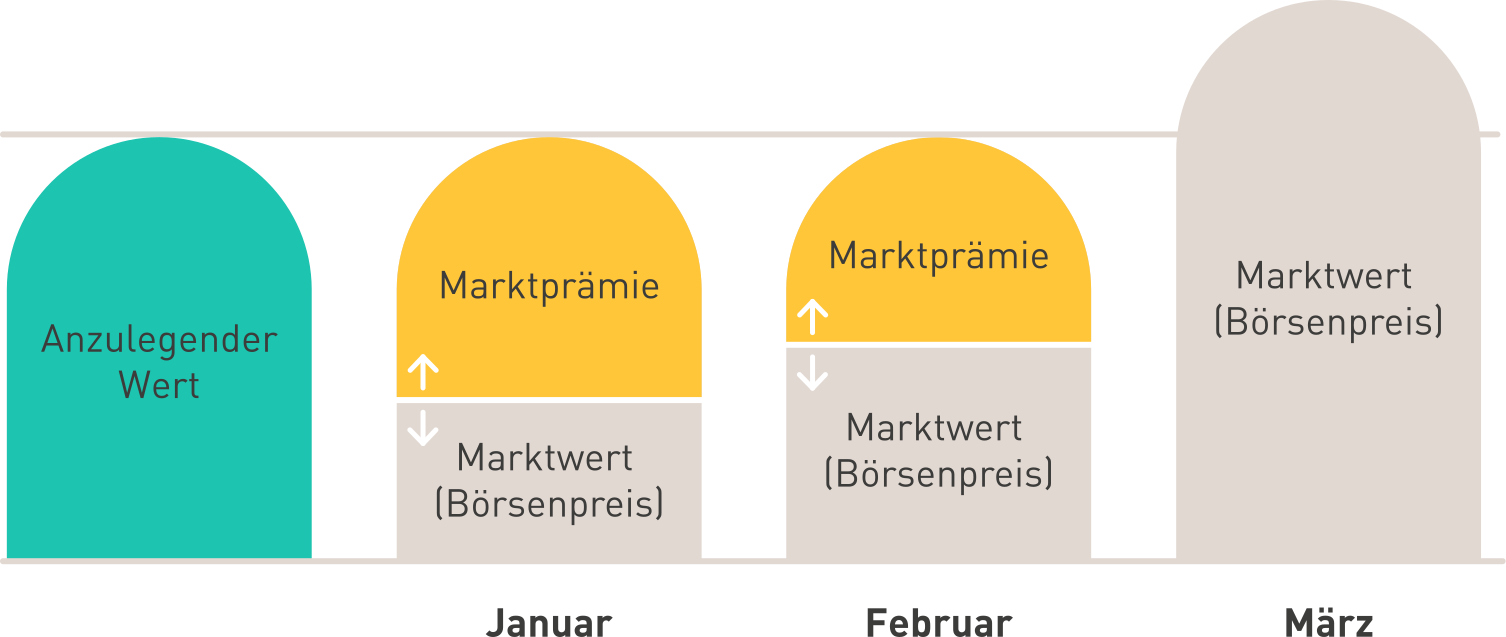 Anzulegender
Wert
Marktprämie
Marktwert
(Börsenpreis)
Marktprämie
Marktwert
(Börsenpreis)
Marktwert
(Börsenpreis)
Januar
Februar
März